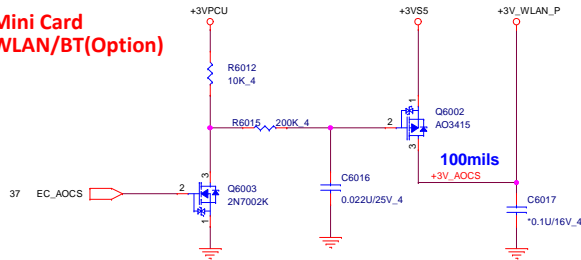 Mini Card
WLAN/BT(Option)
+3VPCU
+3VS5
+3V_WLAN_P
R6012
10K_4
R6015 200K_4
Q6002
AO3415
1
2
3
100mils
+3V_AOCS
37 EC_AOCS
3
2
1
Q6003
2N7002K
C6016
0.022U/25V_4
C6017
*0.1U/16V_4